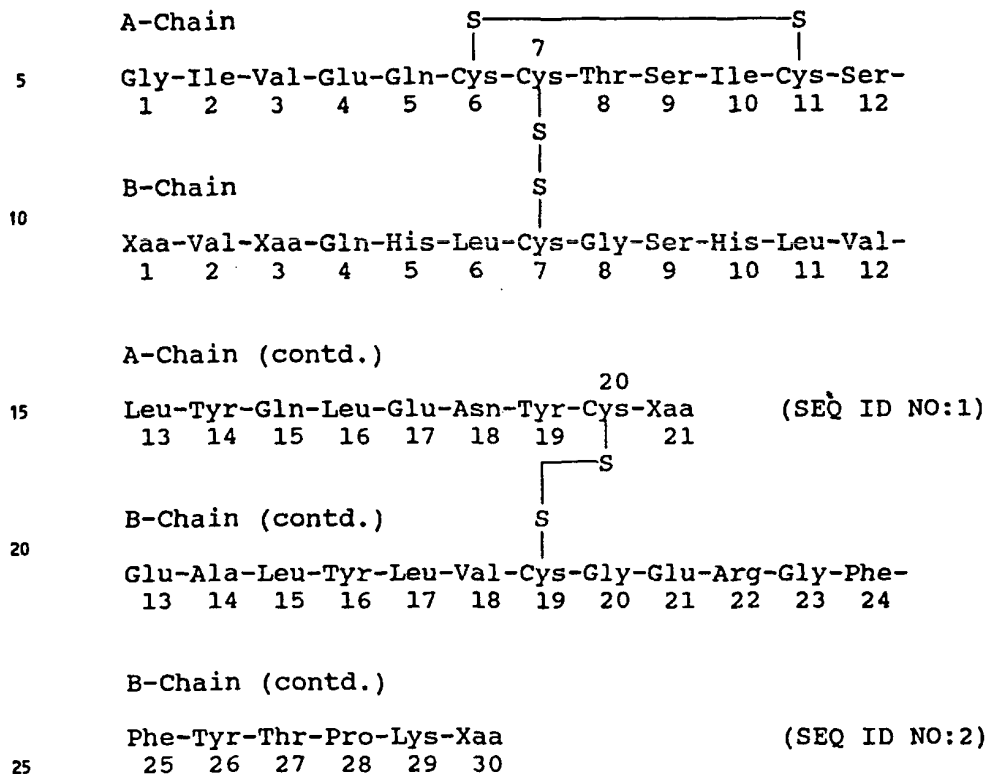 A-Chain
S S
7
5 Gly-Ile-Val-Glu-Gln-Cys-Cys-Thr-Ser-Ile-Cys-Ser-
1 2 3 4 5 6 8 9 10 11 12
S
S
B-Chain
10
Xaa-Val-Xaa-Gln-His-Leu-Cys-Gly-Ser-His-Leu-Val-
1 2 3 4 5 6 7 8 9 10 11 12
A-Chain (contd.)
20
15 Leu-Tyr-Gln-Leu-Glu-Asn-Tyr-Cys-Xaa (SEQ ID NO:1)
13 14 15 16 17 18 19 21
S
S
B-Chain (contd.)
20
Glu-Ala-Leu-Tyr-Leu-Val-Cys-Gly-Glu-Arg-Gly-Phe-
13 14 15 16 17 18 19 20 21 22 23 24
B-Chain (contd.)
Phe-Tyr-Thr-Pro-Lys-Xaa (SEQ ID NO:2)
25 25 26 27 28 29 30